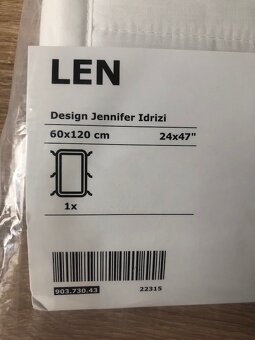 LEN
Design Jennifer Idrizi
60x120 cm 24x47"
1x
903.730.43 22315